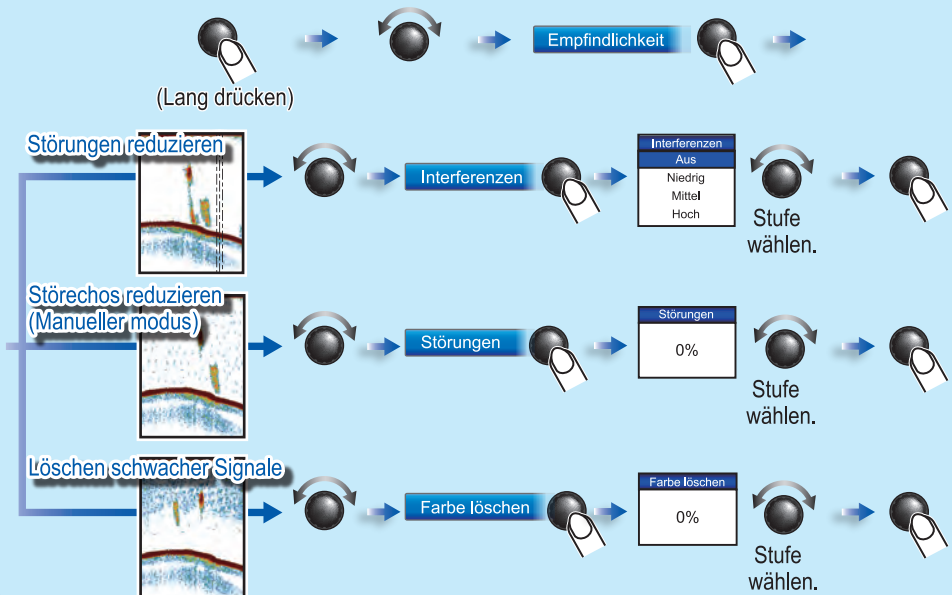 Empfindlichkeit
(Lang drücken)
Störungen reduzieren
Interferenzen
Interferenzen
Aus
Niedrig
Mittel
Hoch
Stufe
wählen.
Störechos reduzieren
(Manueller modus)
Störungen
Störungen
0%
Stufe
wählen.
Löschen schwacher Signale
Farbe löschen
Farbe löschen
0%
Stufe
wählen.